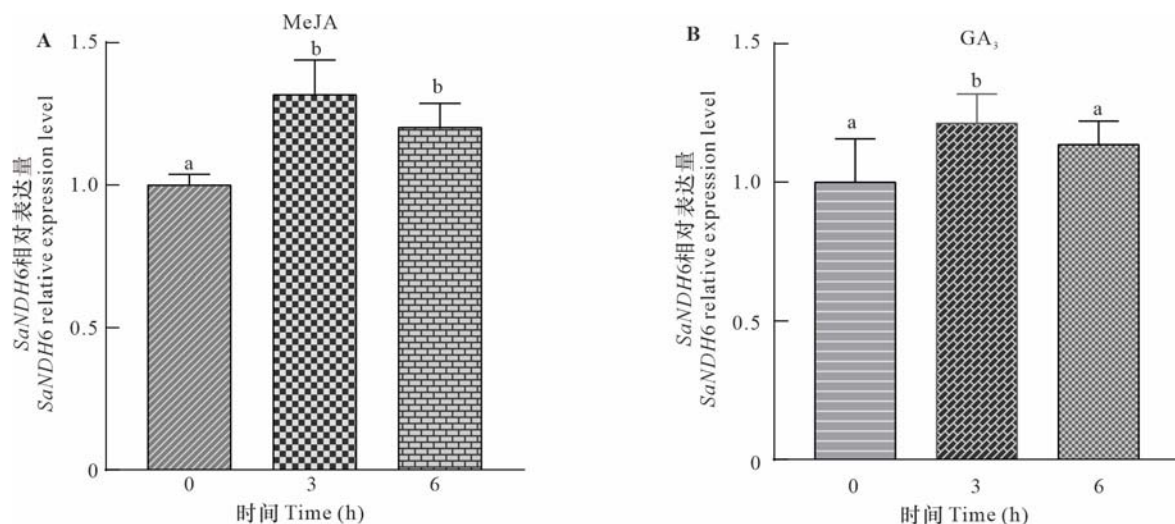 A
MeJA
1.5
1.0
0.5
0
SaNDH6相对表达量
SaNDH6 relative expression level
a
b
b
0
3
6
时间 Time (h)
B
GA₃
1.5
1.0
0.5
0
SaNDH6相对表达量
SaNDH6 relative expression level
a
b
a
0
3
6
时间 Time (h)